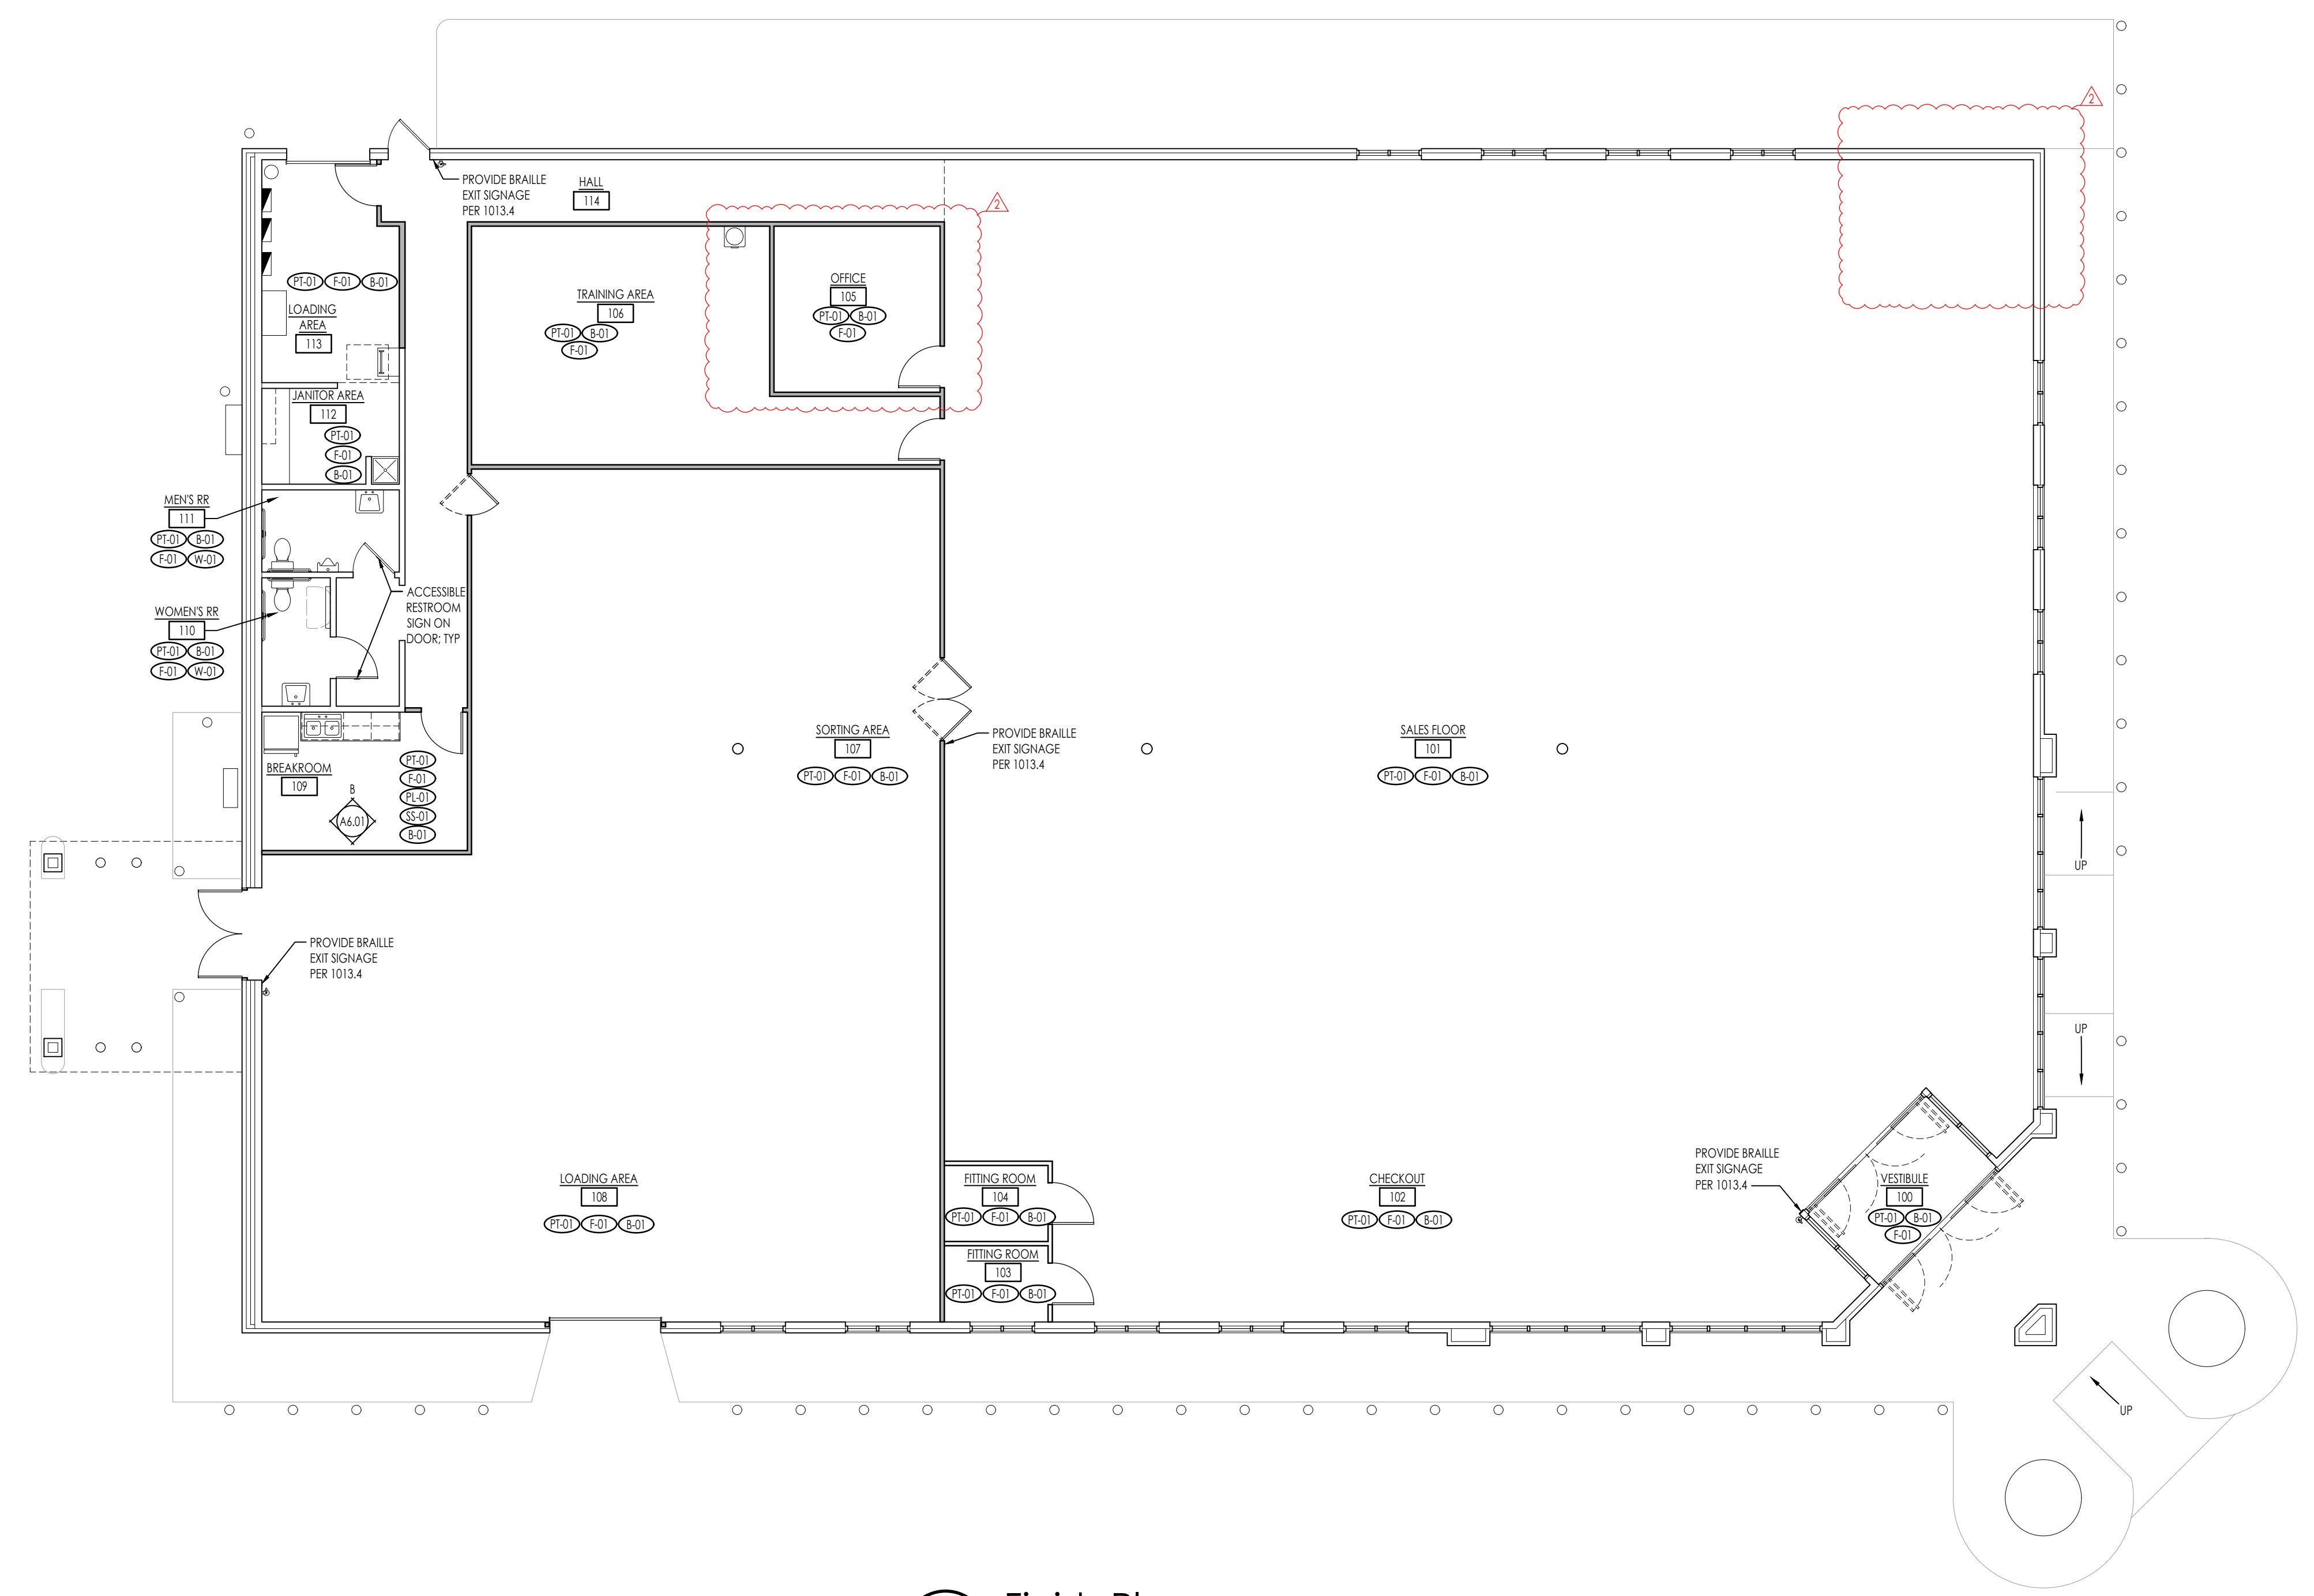 2
2
PROVIDE BRAILLE
EXIT SIGNAGE
PER 1013.4
HALL
114
PT-01 F-01 B-01
LOADING
AREA
113
TRAINING AREA
106
PT-01 B-01
F-01
OFFICE
105
PT-01 B-01
F-01
JANITOR AREA
112
PT-01
F-01
B-01
MEN'S RR
111
PT-01 B-01
F-01 W-01
WOMEN'S RR
110
PT-01 B-01
F-01 W-01
ACCESSIBLE
RESTROOM
SIGN ON
DOOR; TYP
BREAKROOM
109
B
A6.01
PT-01
F-01
PL-01
SS-01
B-01
SORTING AREA
107
PT-01 F-01 B-01
PROVIDE BRAILLE
EXIT SIGNAGE
PER 1013.4
SALES FLOOR
101
PT-01 F-01 B-01
UP
UP
PROVIDE BRAILLE
EXIT SIGNAGE
PER 1013.4
LOADING AREA
108
PT-01 F-01 B-01
FITTING ROOM
104
PT-01 F-01 B-01
FITTING ROOM
103
PT-01 F-01 B-01
CHECKOUT
102
PT-01 F-01 B-01
PROVIDE BRAILLE
EXIT SIGNAGE
PER 1013.4
VESTIBULE
100
PT-01 B-01
F-01
UP